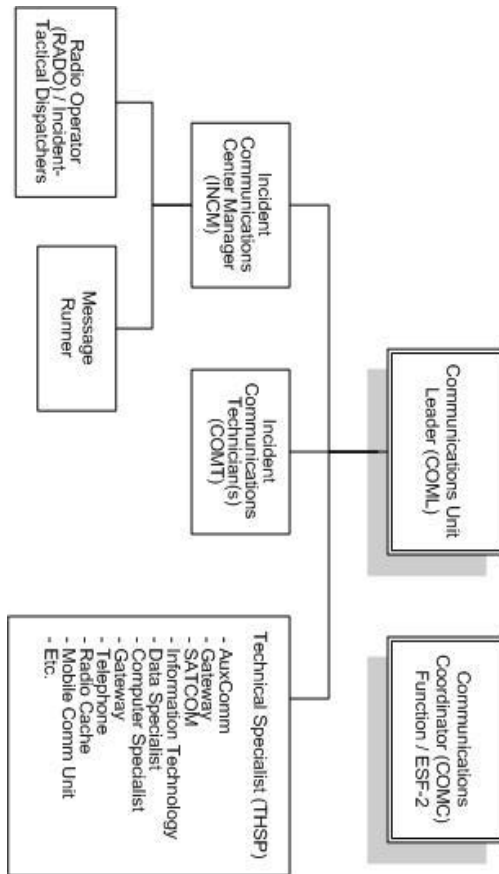 Communications Unit
Leader (COML)
Communications
Coordinator (COMC)
Function / ESF-2
Incident
Communications
Center Manager
(INCM)
Incident
Communications
Technician(s)
(COMT)
Technical Specialist (THSP)
- AuxComm
- Gateway
- SATCOM
- Information Technology
- Data Specialist
- Computer Specialist
- Gateway
- Telephone
- Radio Cache
- Mobile Comm Unit
- Etc.
Radio Operator
(RADO) / Incident-
Tactical Dispatchers
Message
Runner